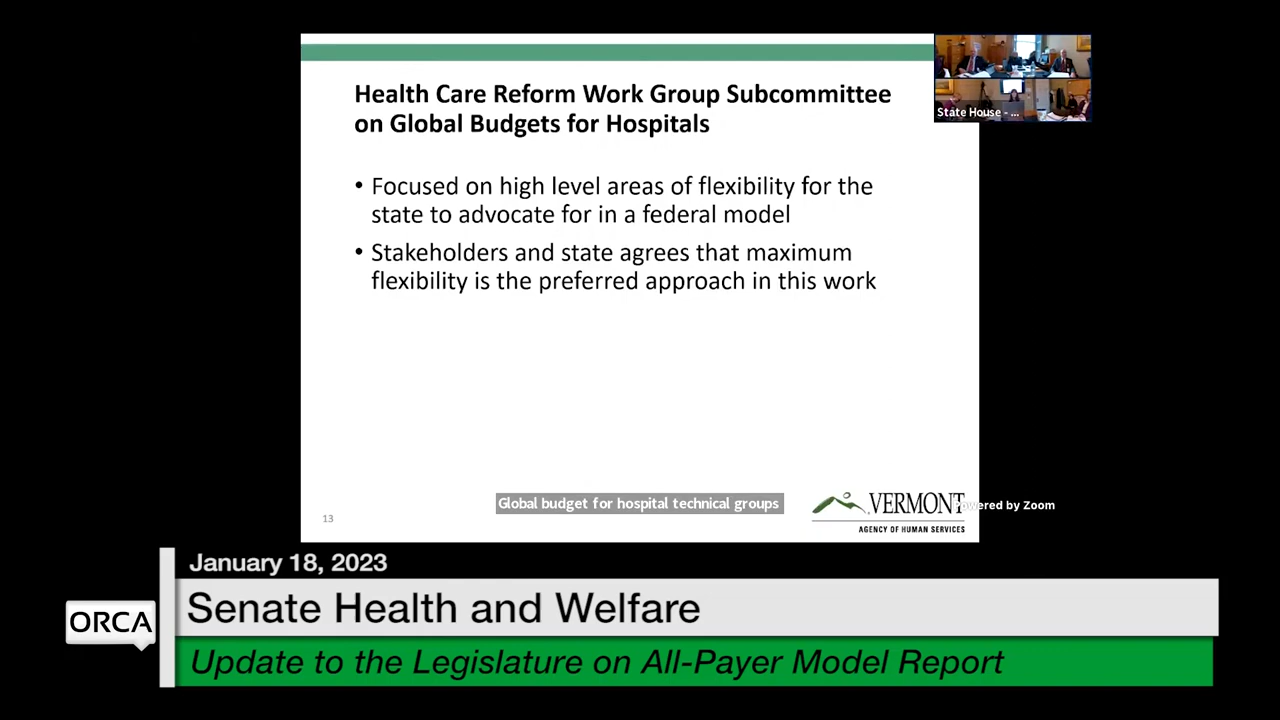 Health Care Reform Work Group Subcommittee
on Global Budgets for Hospitals
• Focused on high level areas of flexibility for the
state to advocate for in a federal model
• Stakeholders and state agrees that maximum
flexibility is the preferred approach in this work
State House - ...
Global budget for hospital technical groups
13
VERMONT
AGENCY OF HUMAN SERVICES
Powered by Zoom
January 18, 2023
ORCA
Senate Health and Welfare
Update to the Legislature on All-Payer Model Report